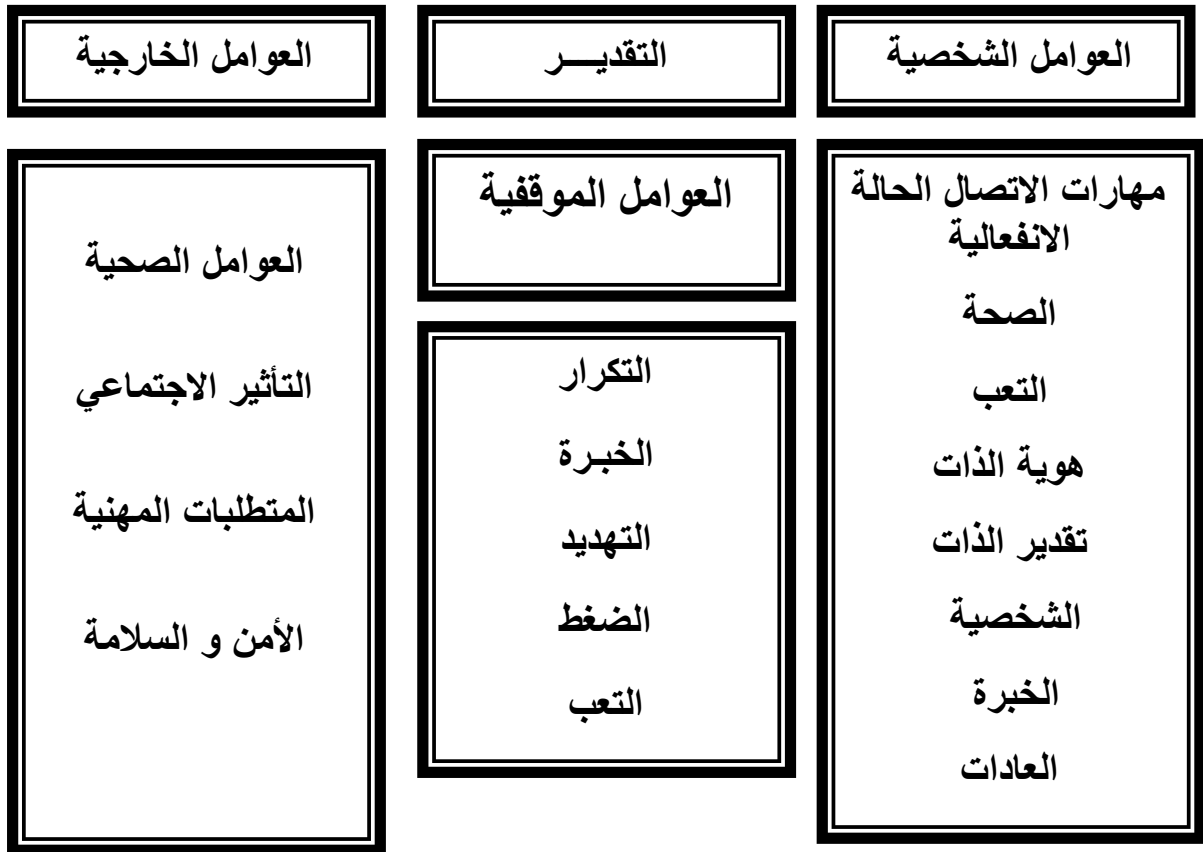 العوامل الشخصية
مهارات الاتصال الحالة
الانفعالية
الصحة
التعب
هوية الذات
تقدير الذات
الشخصية
الخبرة
العادات
التقديــــر
العوامل الموقفية
التكرار
الخبـرة
التهديد
الضغط
التعب
العوامل الخارجية
العوامل الصحية
التأثير الاجتماعي
المتطلبات المهنية
الأمن و السلامة